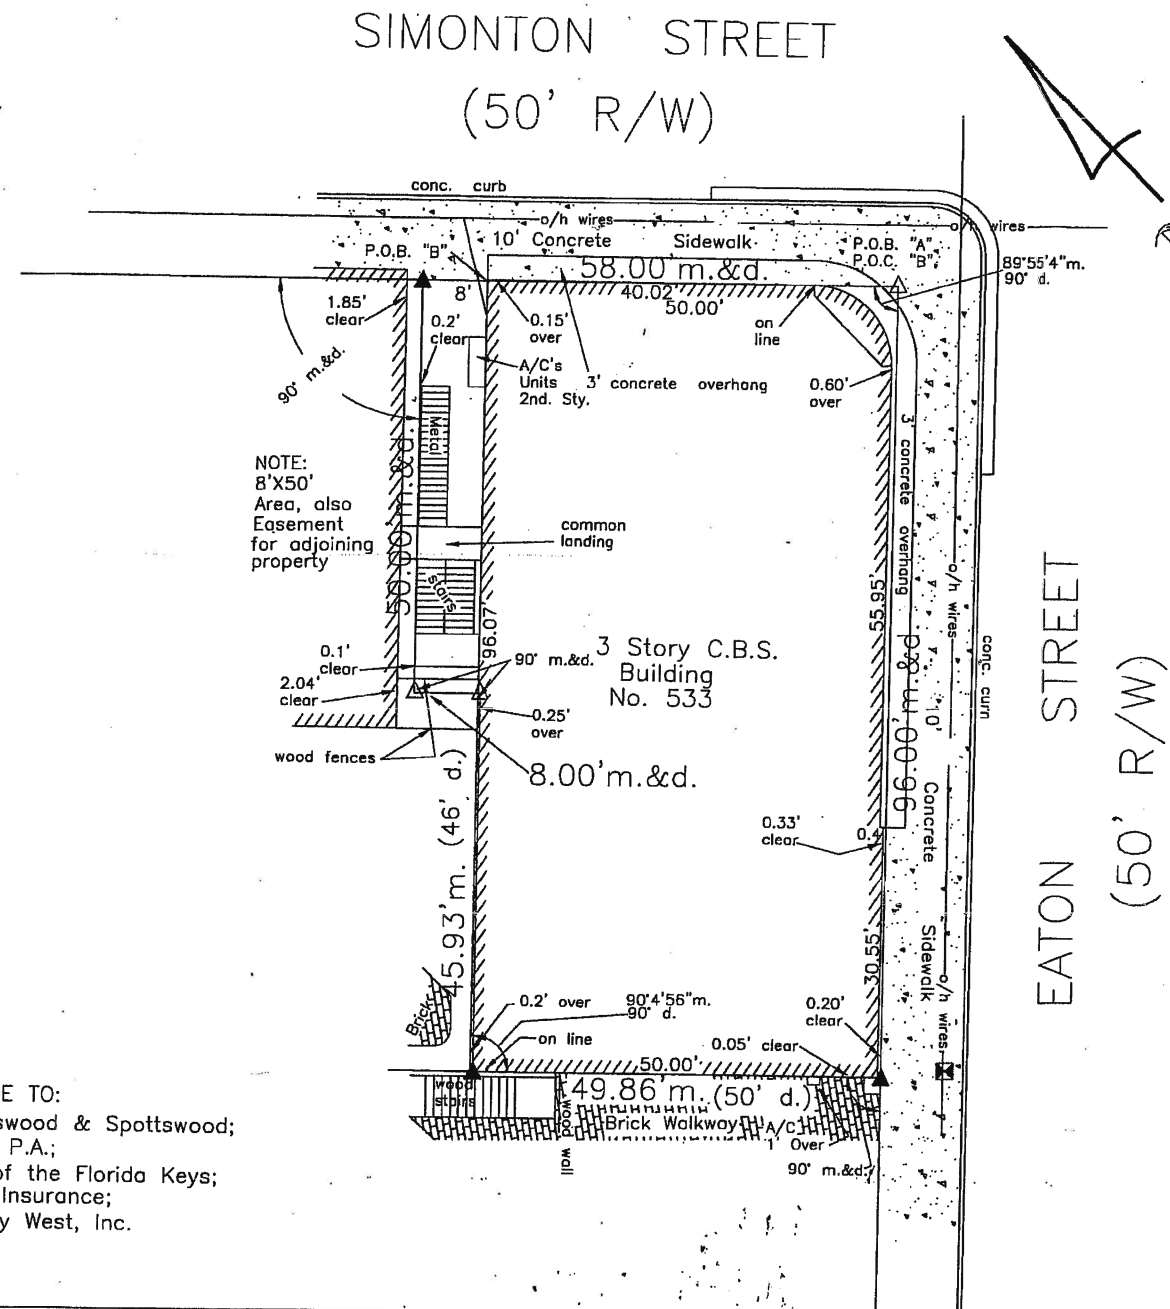 SIMONTON STREET
(50' R/W)
conc. curb
o/h wires
o/h wires
P.O.B. "B"
10' Concrete Sidewalk
P.O.B. "A"
P.O.C. "B"
58.00'm.&d.
89°55'4"m.
90° d.
8'
40.02'
50.00'
1.85'
clear
0.2'
clear
0.15'
over
on
line
A/C's
Units
2nd. Sty.
3' concrete overhang
0.60'
over
90° m.&d.
Metal
50.00'm.&d.
3' concrete overhang
NOTE:
8'X50'
Area, also
Easement
for adjoining
property
common
landing
stairs
o/h wires
55.95'
96.07'
3 Story C.B.S.
Building
No. 533
0.1'
clear
90° m.&d.
2.04'
clear
96.00'm.&d.
10' Concrete Sidewalk
conc. curn
EATON STREET
(50' R/W)
0.25'
over
wood fences
8.00'm.&d.
45.93'm. (46' d.)
0.33'
clear
0.4
30.55'
Brick
0.2' over
90°4'56"m.
90° d.
0.20'
clear
o/h wires
on line
0.05' clear
50.00'
wood
stairs
49.86'm.(50' d.)
wood wall
Brick Walkway
A/C
1' Over
90° m.&d.
E TO:
swood & Spottswood;
P.A.;
of the Florida Keys;
Insurance;
y West, Inc.